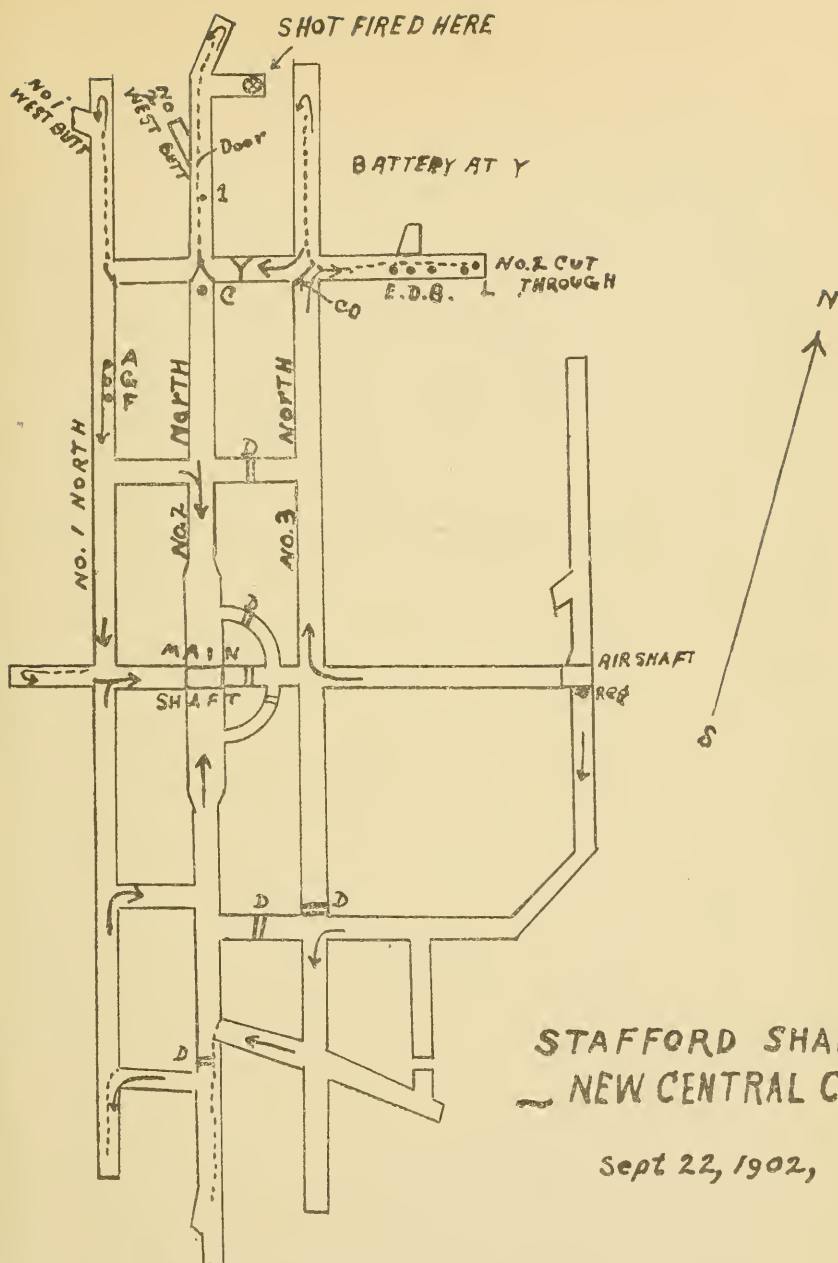 SHOT FIRED HERE
NO 1.
WEST BUTT
NO 2
WEST BUTT
DOOR
1
BATTERY AT Y
Y
NO. 2 CUT
THROUGH
E. D. B. L
C
CO
N
NO. 1 NORTH
NO. 2 NORTH
NO. 3 NORTH
D
D
MAIN
SHAFT
AIR SHAFT
S
D
D
D
STAFFORD SHA
NEW CENTRAL C
Sept 22, 1902,